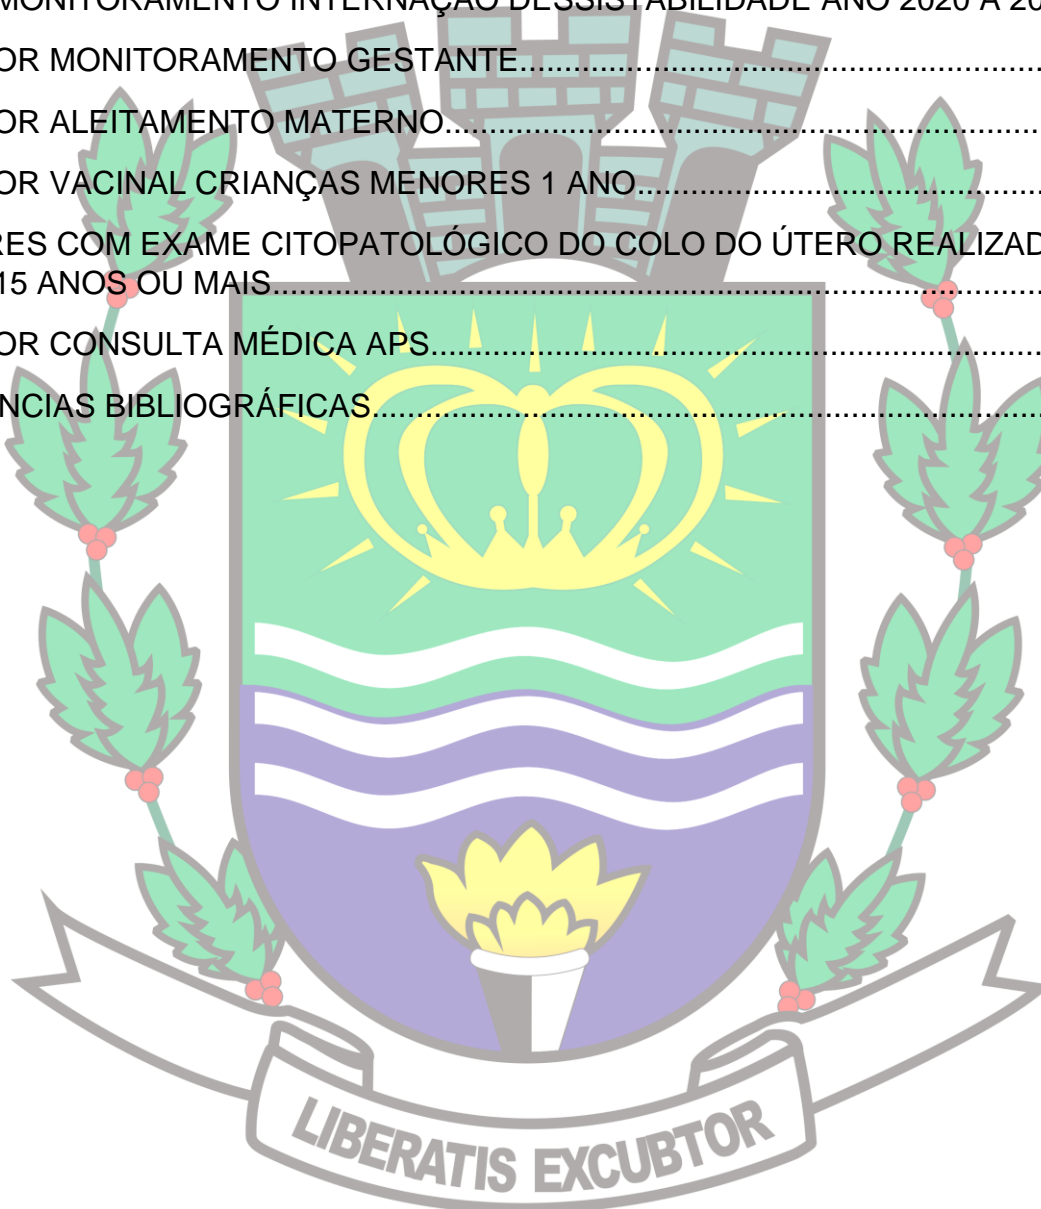 MONITORAMENTO INTERNAÇÃO DESSISTABILIDADE ANO 2020 A 20
OR MONITORAMENTO GESTANTE
OR ALEITAMENTO MATERNO
OR VACINAL CRIANÇAS MENORES 1 ANO
RES COM EXAME CITOPATOLÓGICO DO COLO DO ÚTERO REALIZAD
15 ANOS OU MAIS
OR CONSULTA MÉDICA APS
NCIAS BIBLIOGRÁFICAS
LIBERATIS EXCUBTOR